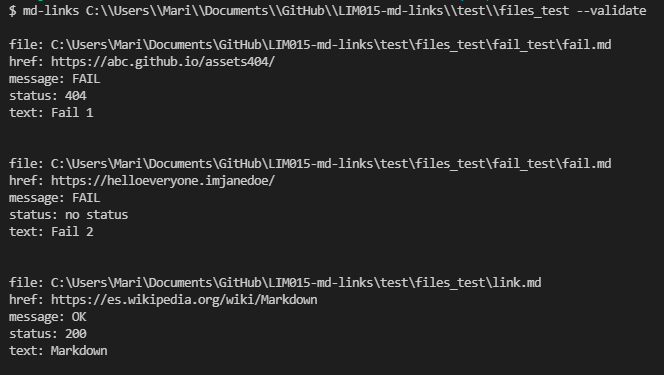 $ md-links C:\\Users\\Mari\\Documents\\GitHub\\LIM015-md-links\\test\\files_test --validate
file: C:\Users\Mari\Documents\GitHub\LIM015-md-links\test\files_test\fail_test\fail.md
href: https://abc.github.io/assets404/
message: FAIL
status: 404
text: Fail 1
file: C:\Users\Mari\Documents\GitHub\LIM015-md-links\test\files_test\fail_test\fail.md
href: https://helloeveryone.imjanedoe/
message: FAIL
status: no status
text: Fail 2
file: C:\Users\Mari\Documents\GitHub\LIM015-md-links\test\files_test\link.md
href: https://es.wikipedia.org/wiki/Markdown
message: OK
status: 200
text: Markdown